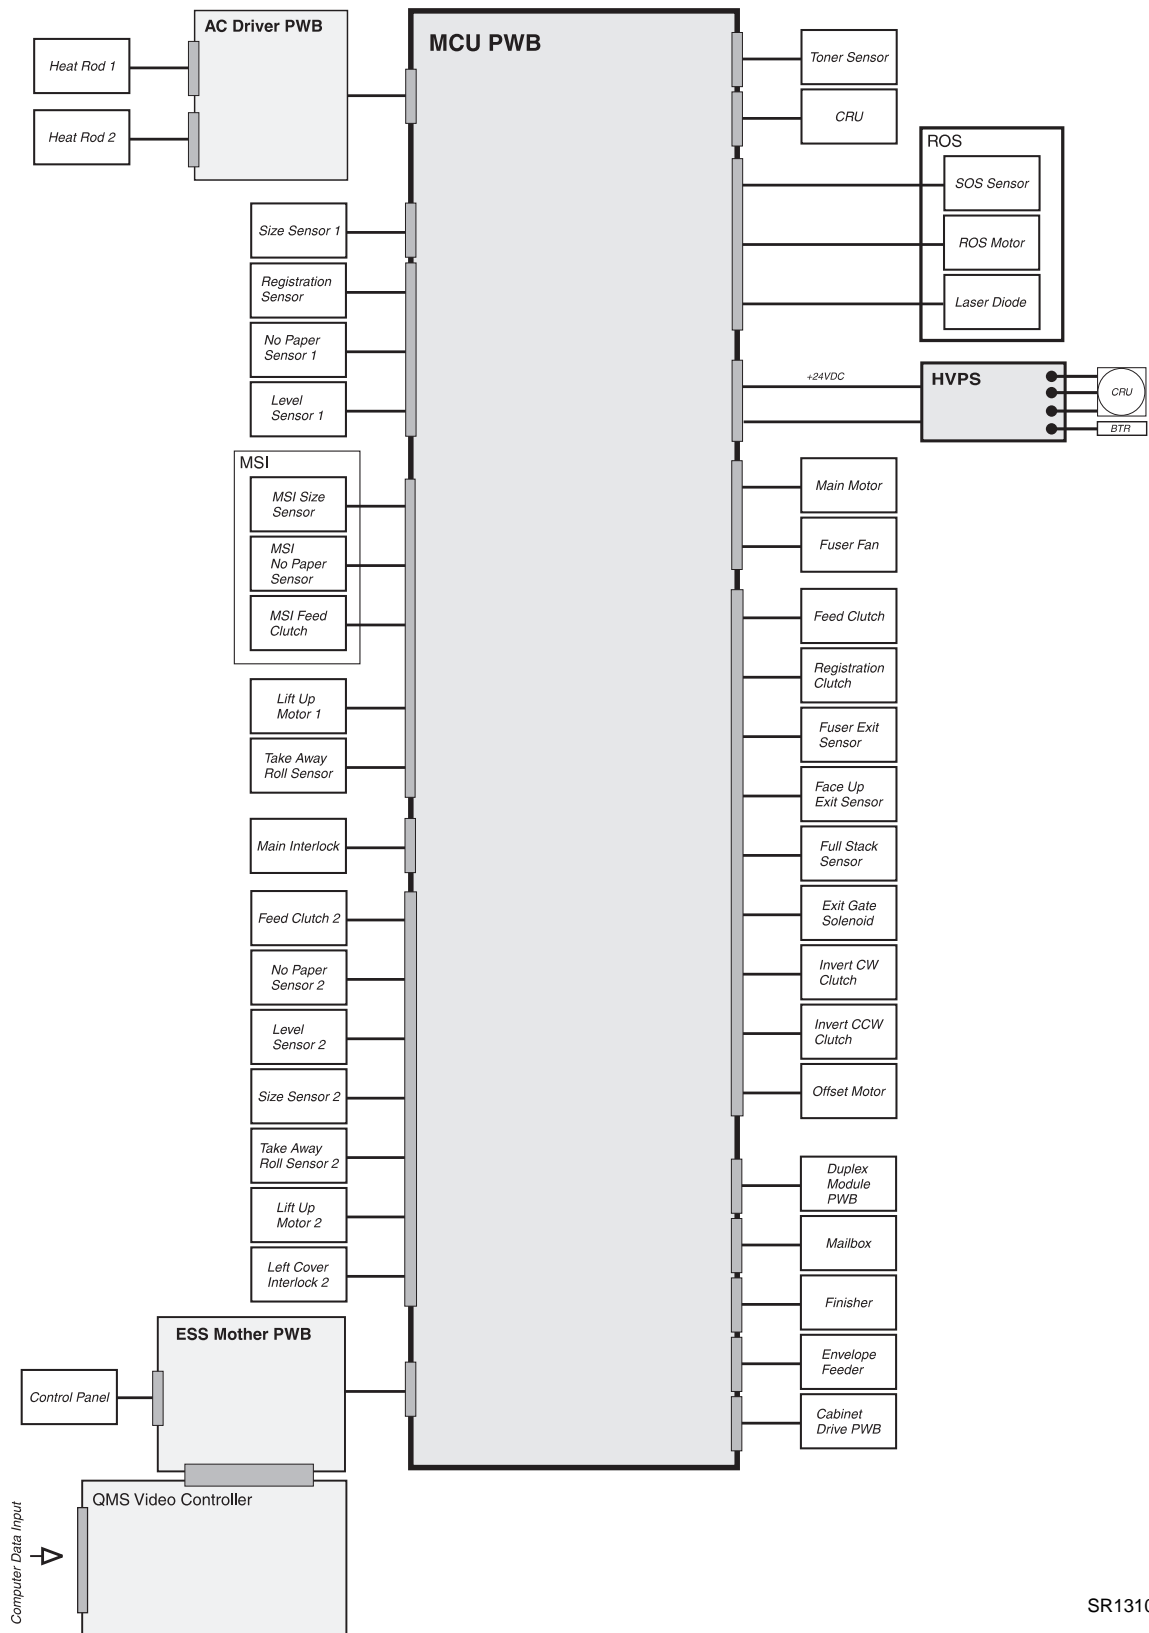 AC Driver PWB
Heat Rod 1
Heat Rod 2
MCU PWB
Size Sensor 1
Registration
Sensor
No Paper
Sensor 1
Level
Sensor 1
MSI
MSI Size
Sensor
MSI
No Paper
Sensor
MSI Feed
Clutch
Lift Up
Motor 1
Take Away
Roll Sensor
Main Interlock
Feed Clutch 2
No Paper
Sensor 2
Level
Sensor 2
Size Sensor 2
Take Away
Roll Sensor 2
Lift Up
Motor 2
Left Cover
Interlock 2
ESS Mother PWB
Control Panel
QMS Video Controller
Computer Data Input
Toner Sensor
CRU
ROS
SOS Sensor
ROS Motor
Laser Diode
+24VDC
HVPS
CRU
BTR
Main Motor
Fuser Fan
Feed Clutch
Registration
Clutch
Fuser Exit
Sensor
Face Up
Exit Sensor
Full Stack
Sensor
Exit Gate
Solenoid
Invert CW
Clutch
Invert CCW
Clutch
Offset Motor
Duplex
Module
PWB
Mailbox
Finisher
Envelope
Feeder
Cabinet
Drive PWB
SR1310